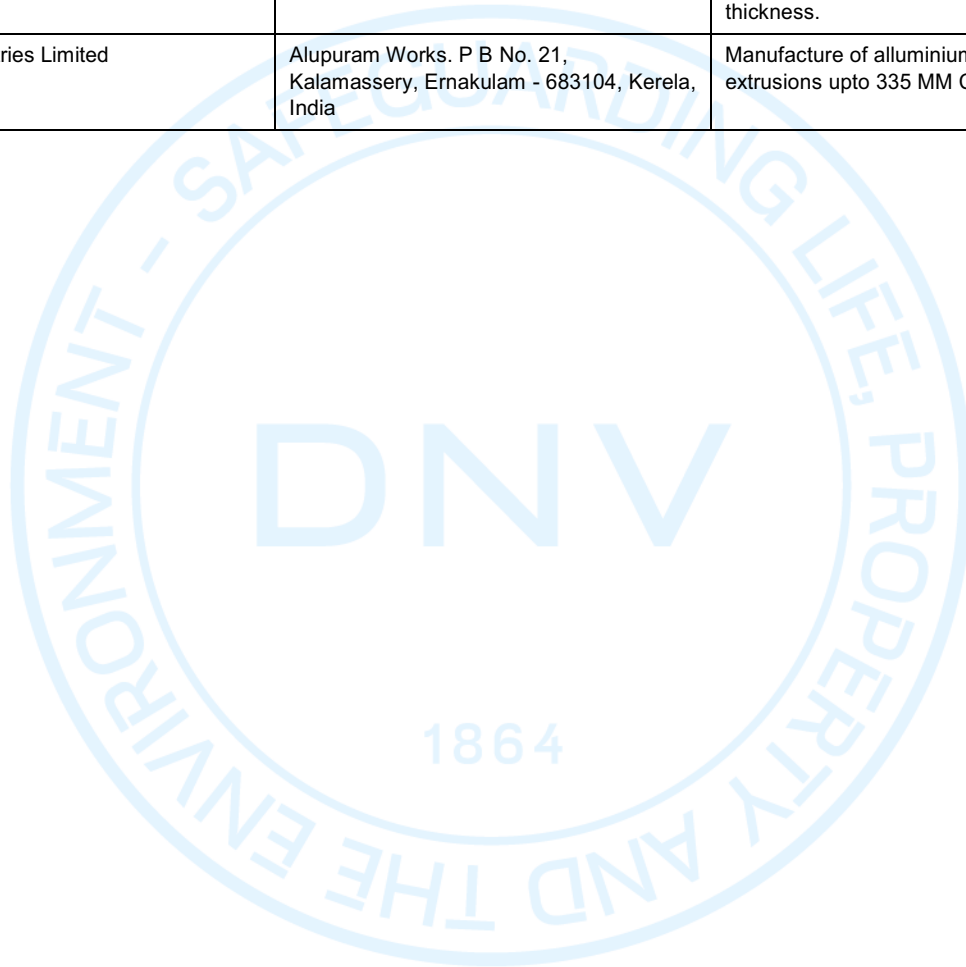 thickness.
ries Limited
Alupuram Works. P B No. 21,
Kalamassery, Ernakulam - 683104, Kerela,
India
Manufacture of alluminium
extrusions upto 335 MM
SAFEGUARDING LIFE, PROPERTY AND THE ENVIRONMENT -
DNV
1864